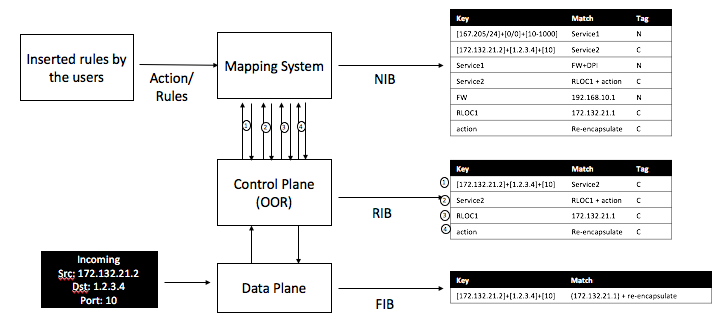 Inserted rules by
the users
Action/
Rules
Mapping System
NIB
Key Match Tag
[167.205/24]+[0/0]+[10-1000] Service1 N
[172.132.21.2]+[1.2.3.4]+[10] Service2 C
Service1 FW+DPI N
Service2 RLOC1 + action C
FW 192.168.10.1 N
RLOC1 172.132.21.1 C
action Re-encapsulate C
1 2 3 4
Control Plane
(OOR)
RIB
Key Match Tag
1 [172.132.21.2]+[1.2.3.4]+[10] Service2 C
2 Service2 RLOC1 + action C
3 RLOC1 172.132.21.1 C
4 action Re-encapsulate C
Incoming
Src: 172.132.21.2
Dst: 1.2.3.4
Port: 10
Data Plane
FIB
Key Match
[172.132.21.2]+[1.2.3.4]+[10] (172.132.21.1) + re-encapsulate